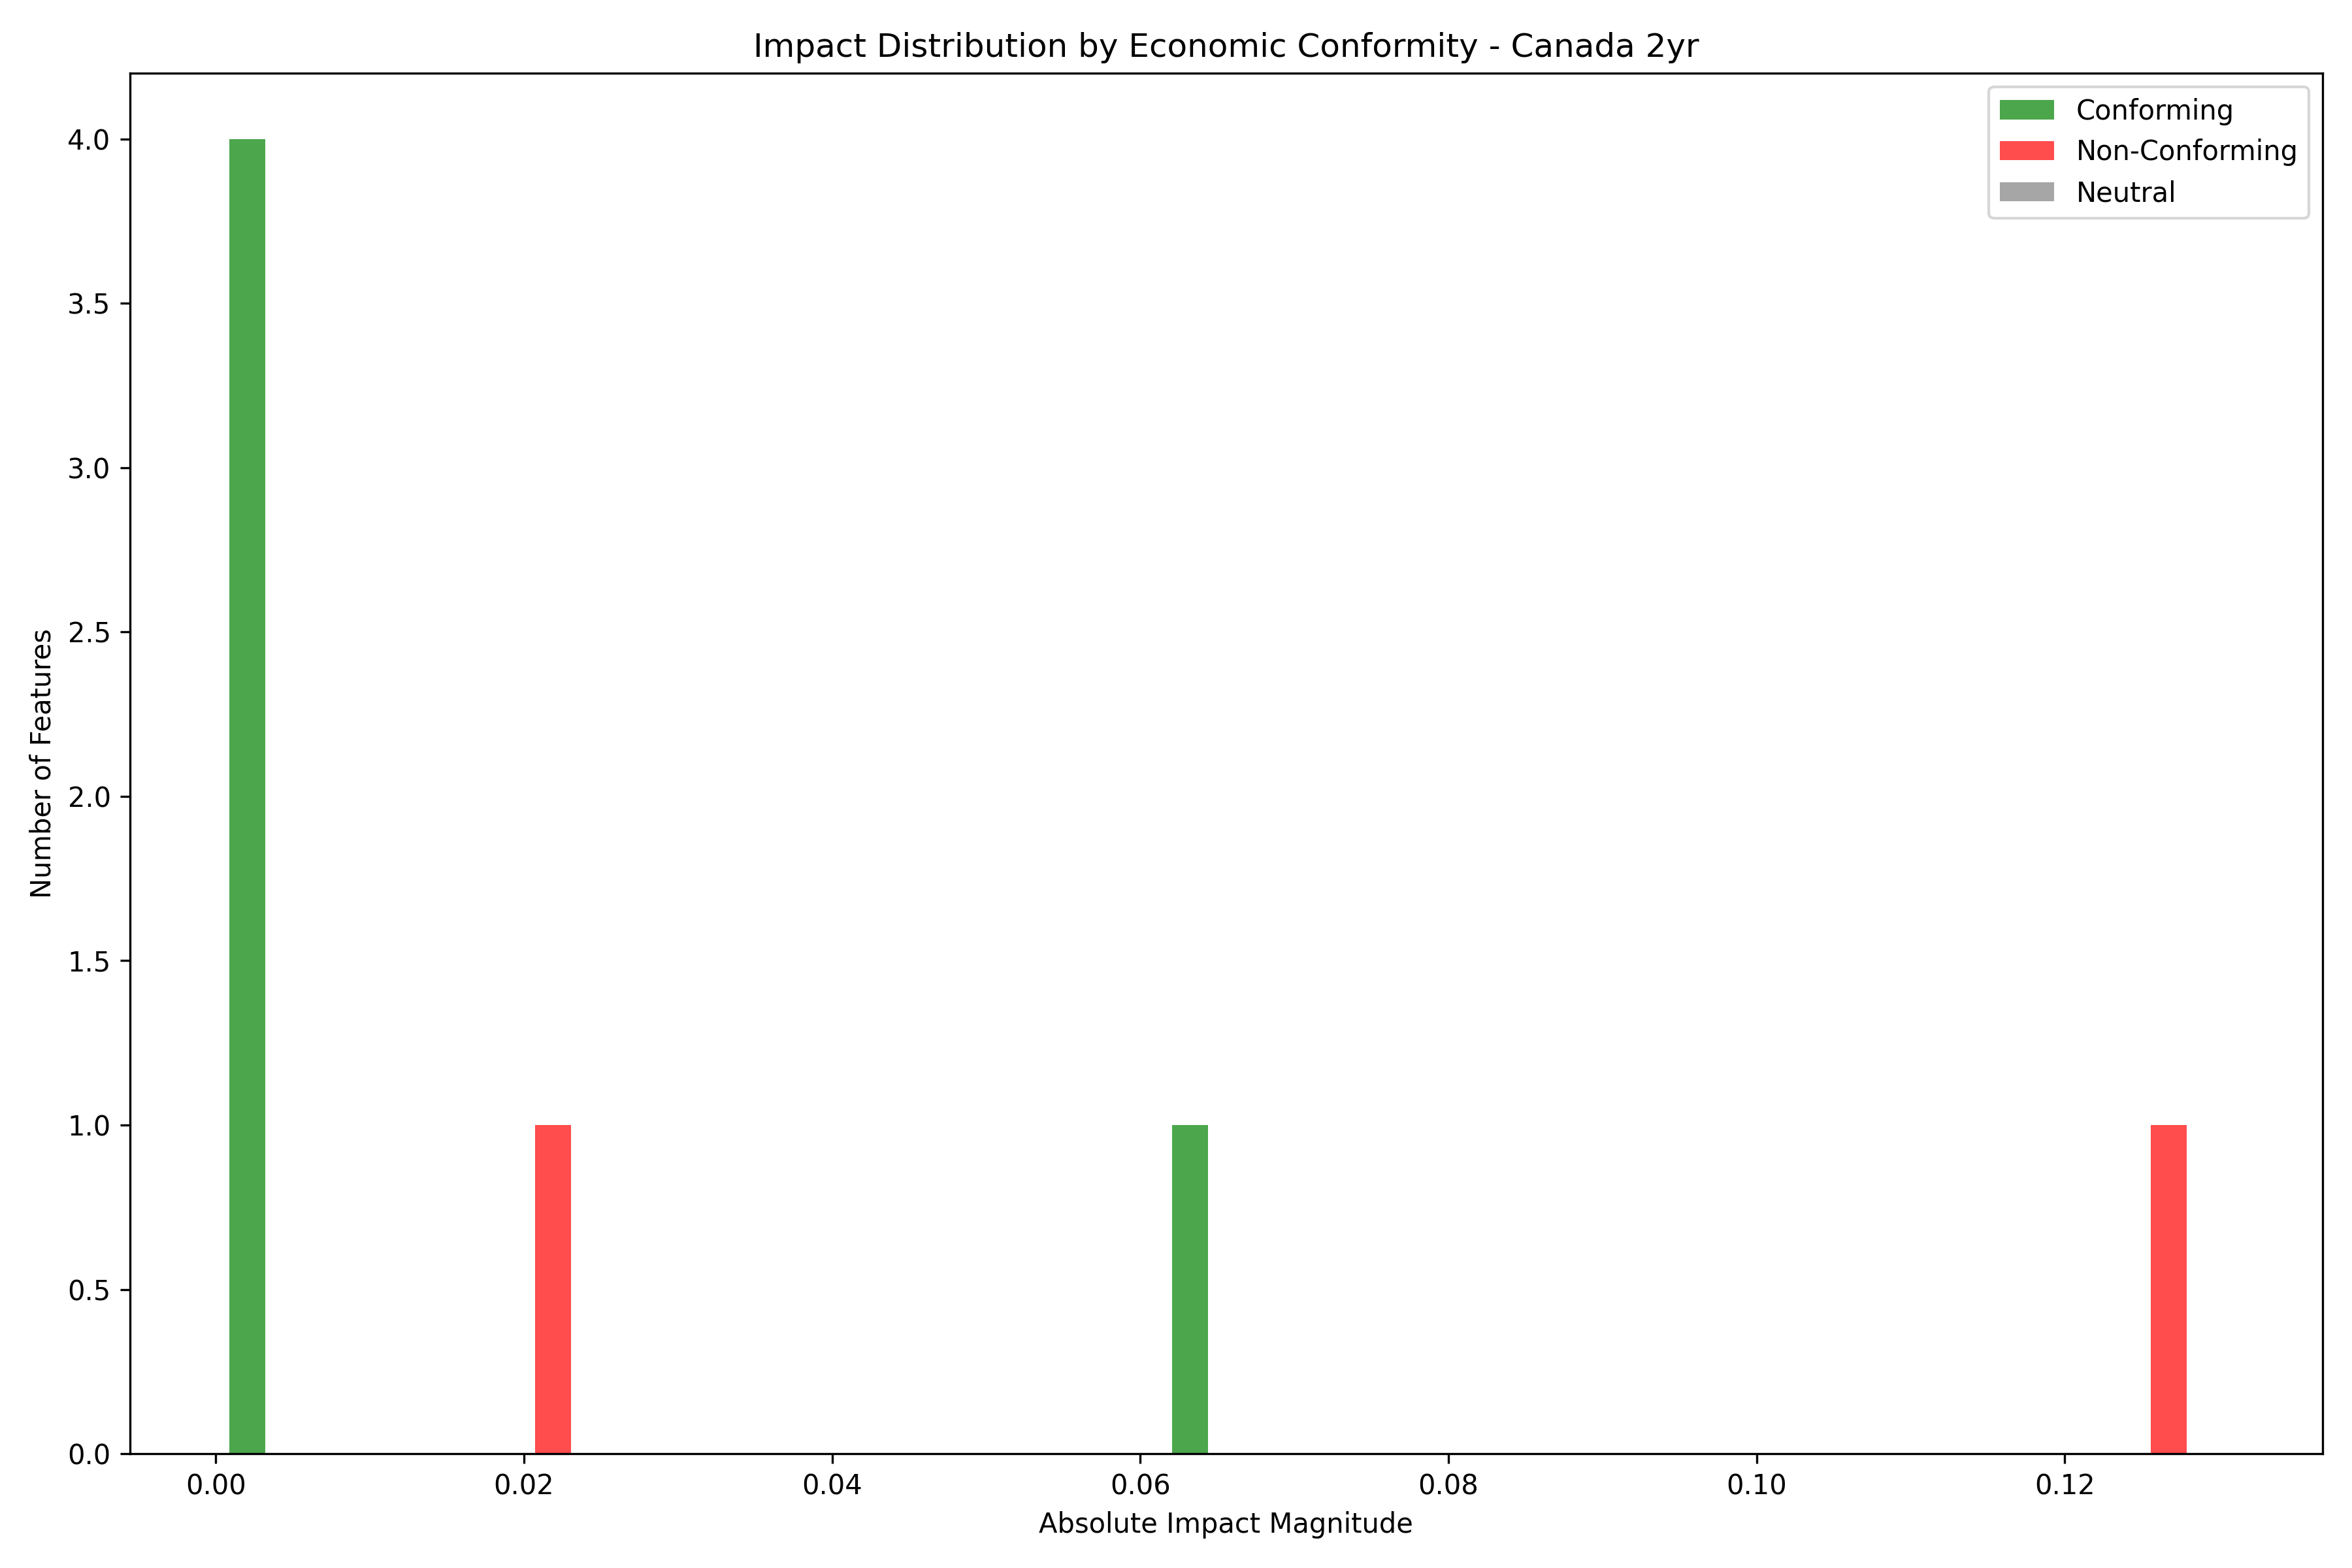 Impact Distribution by Economic Conformity - Canada 2yr
Conforming
Non-Conforming
Neutral
4.0
3.5
3.0
2.5
2.0
1.5
1.0
0.5
0.0
Number of Features
0.00 0.02 0.04 0.06 0.08 0.10 0.12
Absolute Impact Magnitude